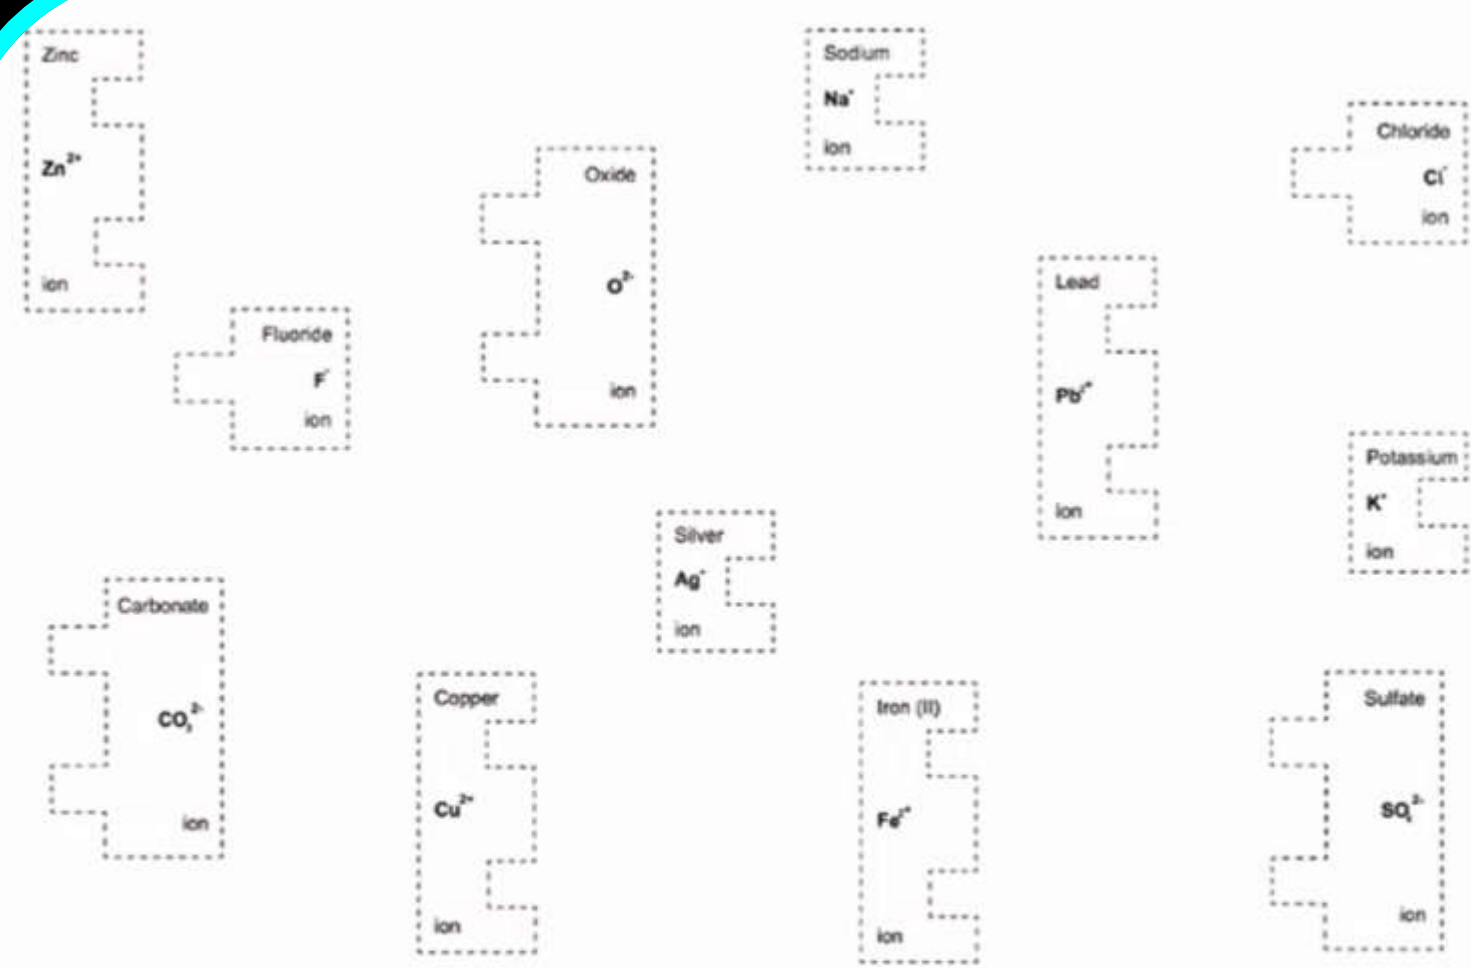 Zinc
Zn²⁺
ion
Sodium
Na⁺
ion
Chloride
Cl⁻
ion
Oxide
O²⁻
ion
Fluoride
F⁻
ion
Lead
Pb²⁺
ion
Potassium
K⁺
ion
Silver
Ag⁺
ion
Carbonate
CO₃²⁻
ion
Copper
Cu²⁺
ion
Iron (II)
Fe²⁺
ion
Sulfate
SO₄²⁻
ion